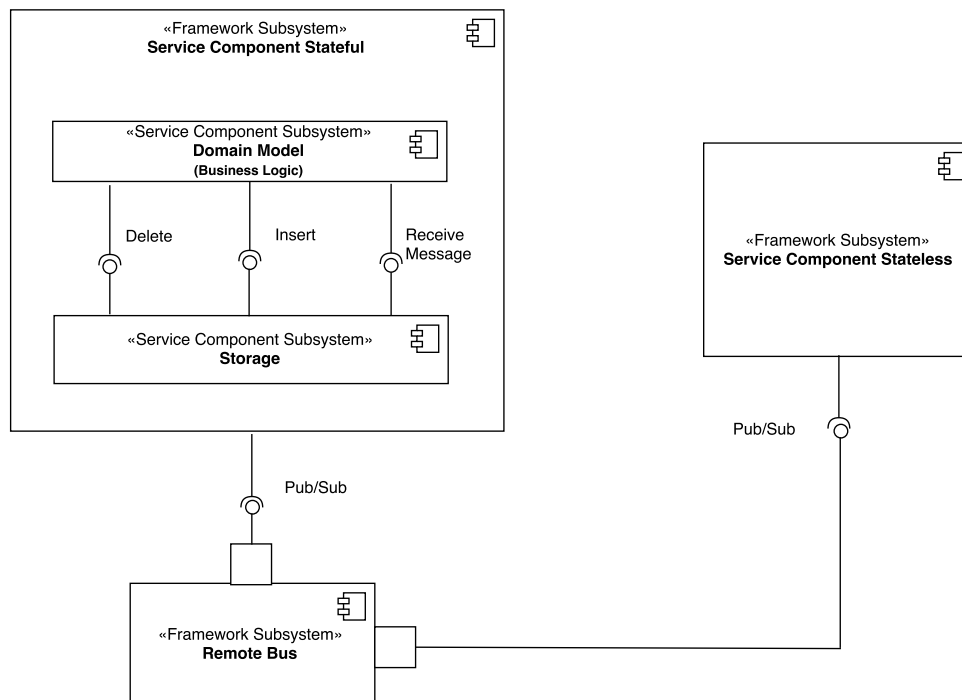 «Framework Subsystem»
Service Component Stateful
«Service Component Subsystem»
Domain Model
(Business Logic)
Delete
Insert
Receive
Message
«Service Component Subsystem»
Storage
«Framework Subsystem»
Service Component Stateless
Pub/Sub
Pub/Sub
«Framework Subsystem»
Remote Bus